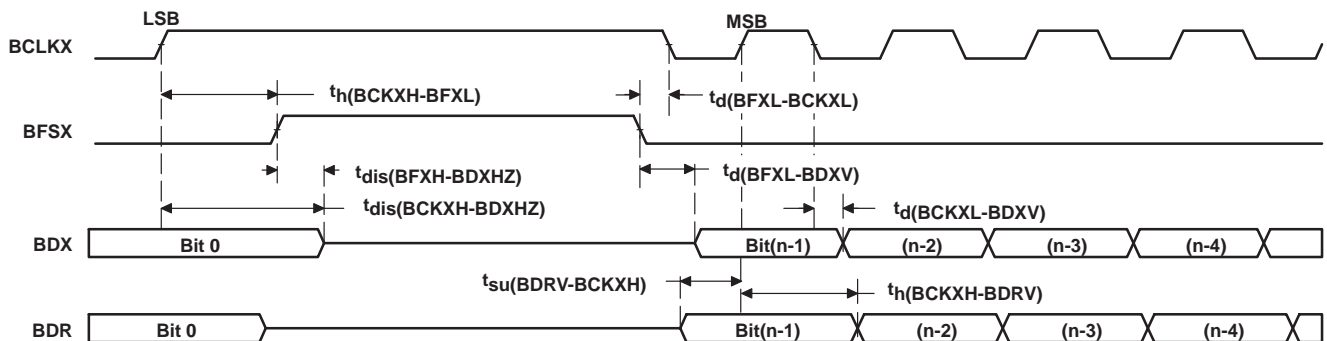 LSB MSB
BCLKX
th(BCKXH-BFXL) td(BFXL-BCKXL)
BFSX
tdis(BFXH-BDXHZ) td(BFXL-BDXV)
tdis(BCKXH-BDXHZ) td(BCKXL-BDXV)
BDX Bit 0 Bit(n-1) (n-2) (n-3) (n-4)
tsu(BDRV-BCKXH) th(BCKXH-BDRV)
BDR Bit 0 Bit(n-1) (n-2) (n-3) (n-4)